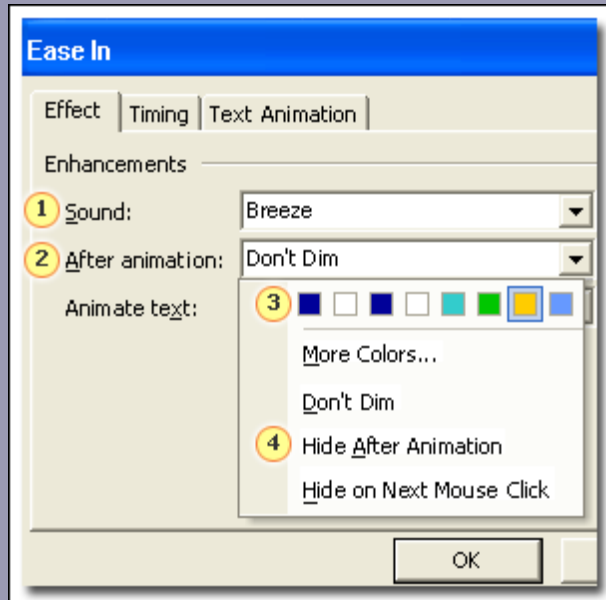 Ease In
Effect Timing Text Animation
Enhancements
1 Sound: Breeze
2 After animation: Don't Dim
Animate text: 3
More Colors...
Don't Dim
4 Hide After Animation
Hide on Next Mouse Click
OK